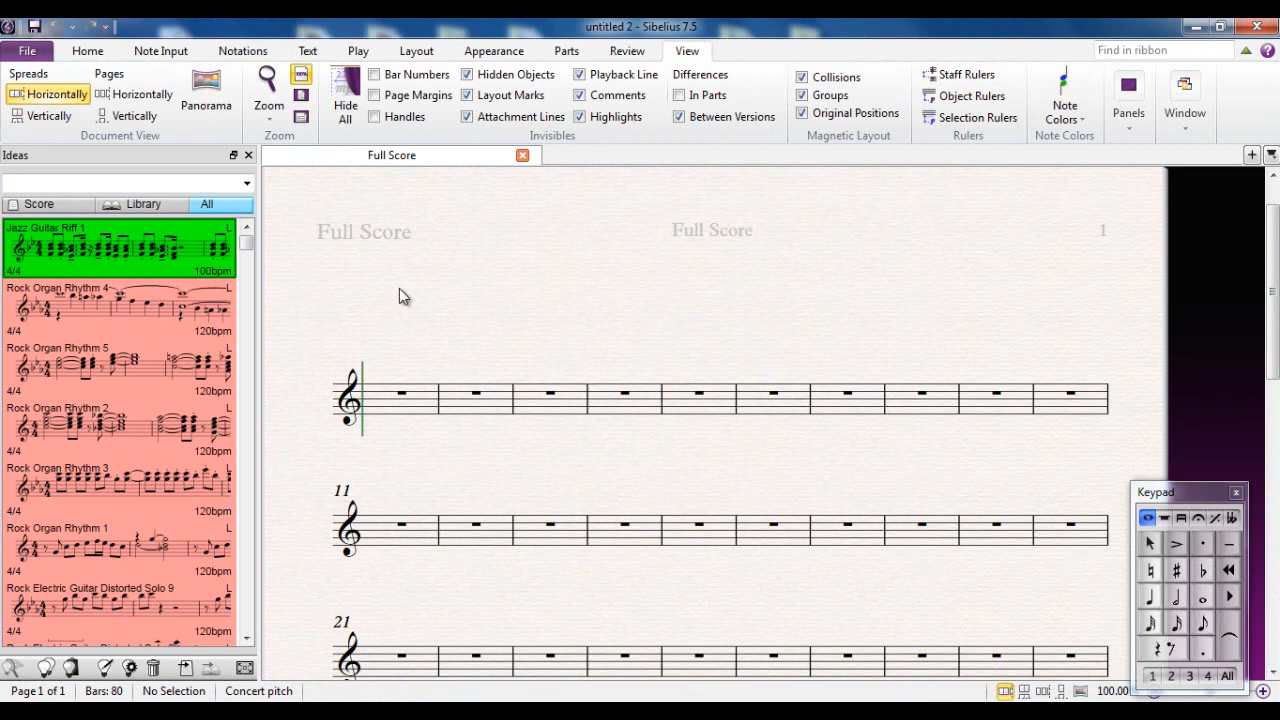 untitled 2 - Sibelius 7.5
File Home Note Input Notations Text Play Layout Appearance Parts Review View Find in ribbon
Spreads Pages
Horizontally Horizontally
Vertically Vertically
Panorama
Document View
Zoom
100%
Zoom
Hide All
Bar Numbers Hidden Objects Playback Line
Page Margins Layout Marks Comments
Handles Attachment Lines Highlights
Invisibles
Differences
In Parts
Between Versions
Collisions
Groups
Original Positions
Magnetic Layout
Staff Rulers
Object Rulers
Selection Rulers
Rulers
Note Colors
Note Colors
Panels
Window
Ideas
Full Score
Score Library All
Jazz Guitar Riff 1 L
4/4 100bpm
Rock Organ Rhythm 4 L
4/4 120bpm
Rock Organ Rhythm 5 L
4/4 120bpm
Rock Organ Rhythm 2 L
4/4 120bpm
Rock Organ Rhythm 3 L
4/4 120bpm
Rock Organ Rhythm 1 L
4/4 120bpm
Rock Electric Guitar Distorted Solo 9 L
4/4 120bpm
Full Score Full Score 1
11
21
Keypad
1 2 3 4 All
Page 1 of 1 Bars: 80 No Selection Concert pitch 100.00